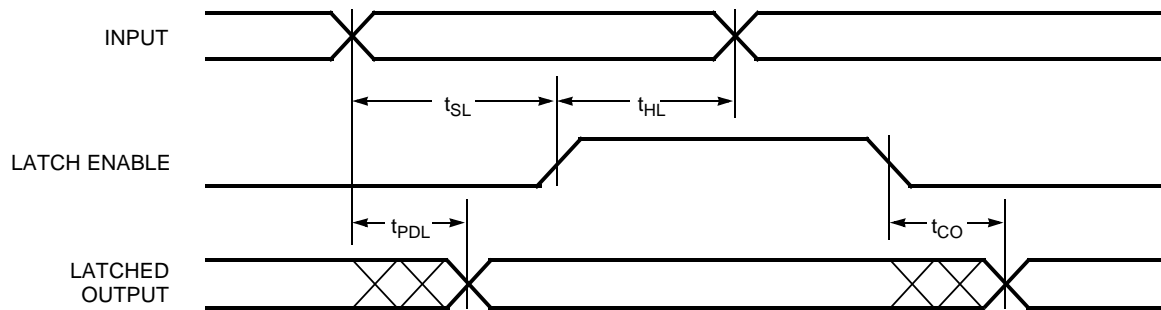 INPUT
t_SL
t_HL
LATCH ENABLE
t_PDL
t_CO
LATCHED
OUTPUT